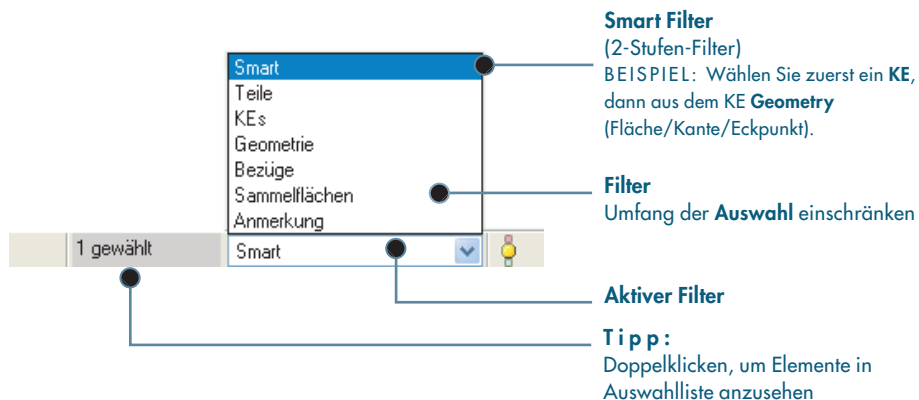 Smart Filter
(2-Stufen-Filter)
BEISPIEL: Wählen Sie zuerst ein KE,
dann aus dem KE Geometry
(Fläche/Kante/Eckpunkt).
Smart
Teile
KEs
Geometrie
Bezüge
Sammelflächen
Anmerkung
Filter
Umfang der Auswahl einschränken
1 gewählt
Smart
Aktiver Filter
Tipp:
Doppelklicken, um Elemente in
Auswahlliste anzusehen